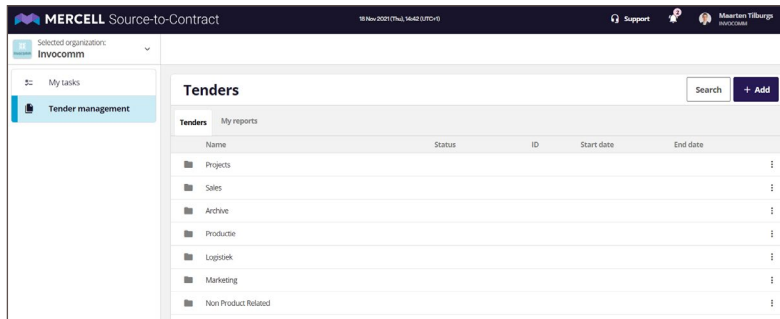 MERCELL Source-to-Contract
18 Nov 2021 (Thu), 14:42 (UTC+1)
Support
2
Maarten Tilburgs
INVOCOMM
Selected organization:
Invocomm
My tasks
Tender management
Tenders
Search
+ Add
Tenders
My reports
Name Status ID Start date End date
Projects
Sales
Archive
Productie
Logistiek
Marketing
Non Product Related